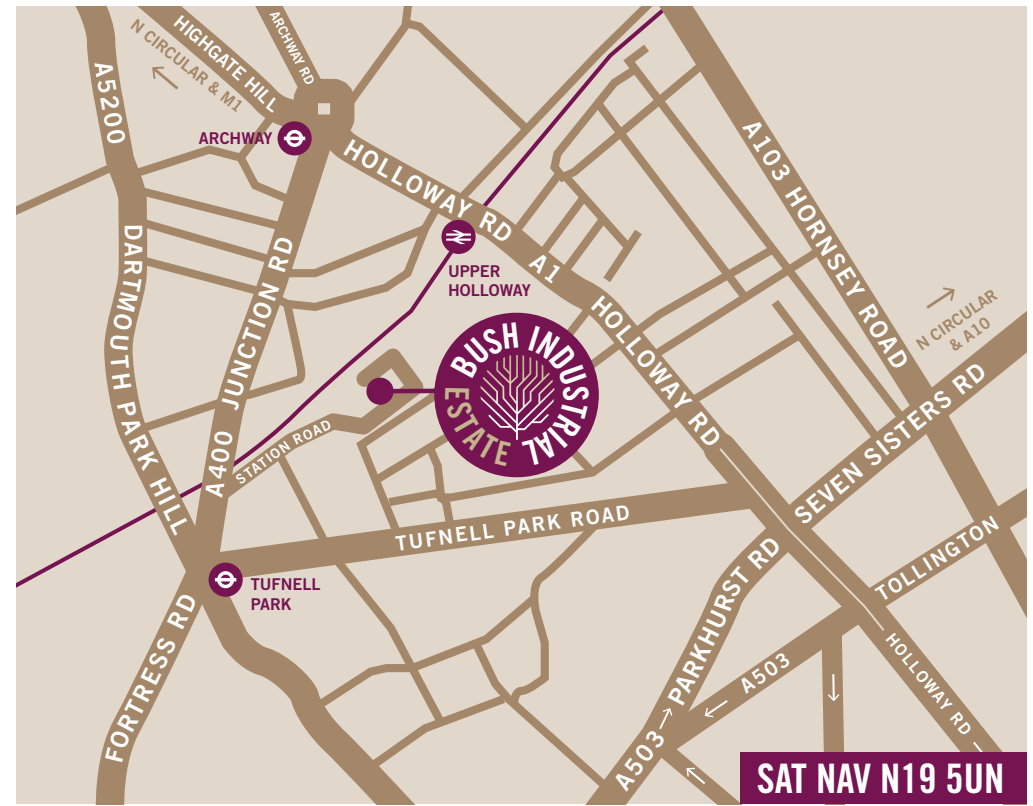 A5200
HIGHGATE HILL
N CIRCULAR & M1
ARCHWAY RD
ARCHWAY
HOLLOWAY RD
A1
HOLLOWAY RD
A103 HORNSEY ROAD
UPPER
HOLLOWAY
N CIRCULAR
& A10
DARTMOUTH PARK HILL
A400 JUNCTION RD
BUSH INDUSTRIAL
ESTATE
STATION ROAD
SEVEN SISTERS RD
TUFNELL PARK ROAD
TUFNELL
PARK
TOLLINGTON
PARKHURST RD
FORTRESS RD
A503
A503
HOLLOWAY RD
SAT NAV N19 5UN